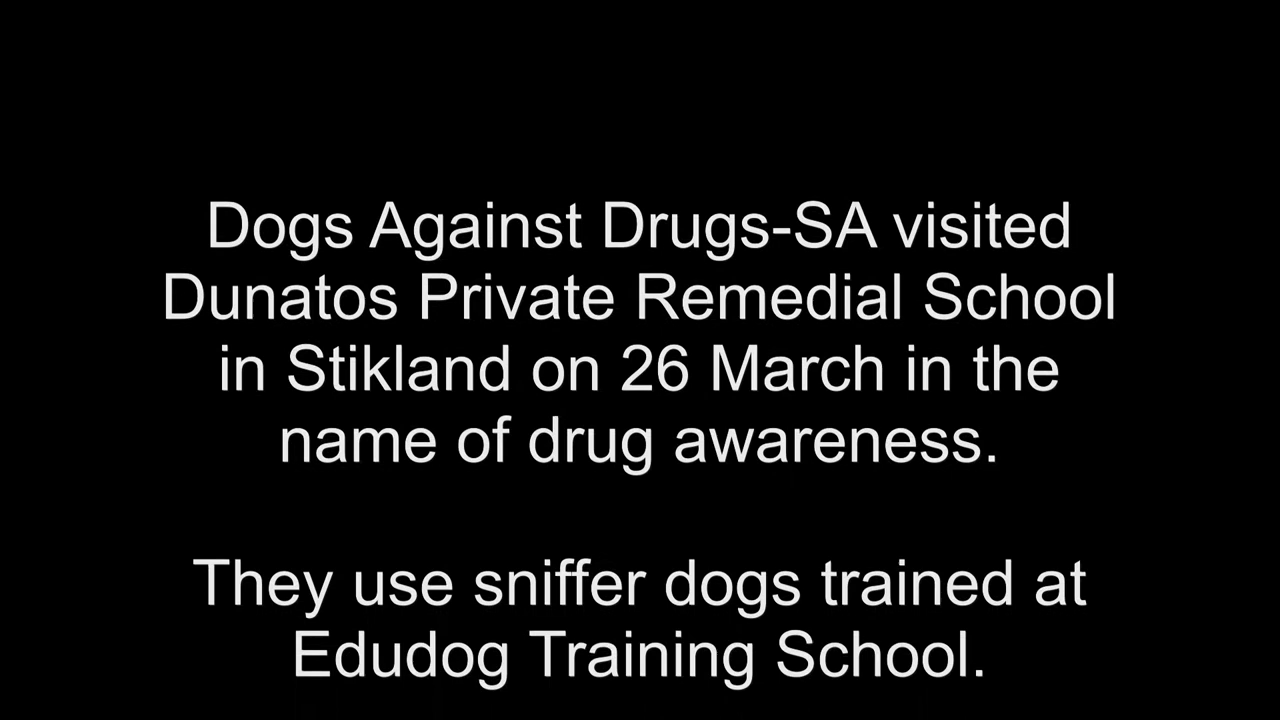 Dogs Against Drugs-SA visited
Dunatos Private Remedial School
in Stikland on 26 March in the
name of drug awareness.
They use sniffer dogs trained at
Edudog Training School.